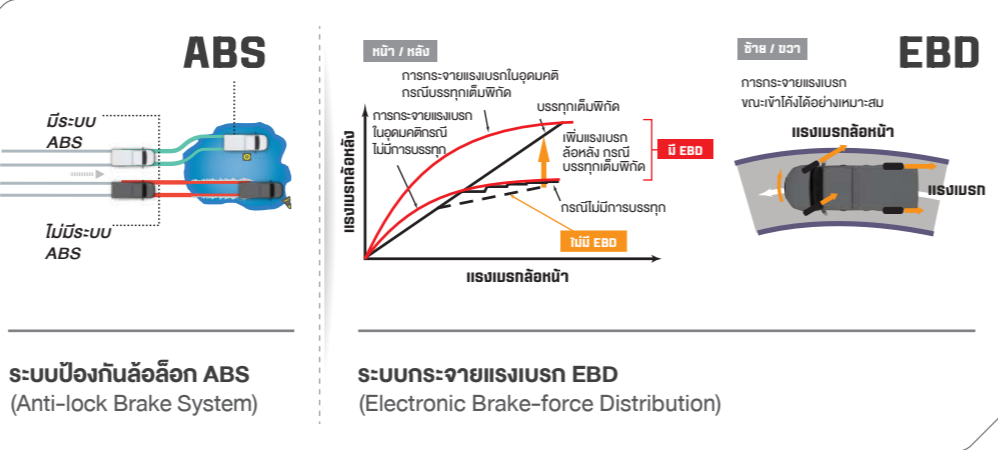 ABS
มีระบบ
ABS
ไม่มีระบบ
ABS
ระบบป้องกันล้อล็อก ABS
(Anti-lock Brake System)
หน้า / หลัง
การกระจายแรงเบรกในอุดมคติ
กรณีบรรทุกเต็มพิกัด
การกระจายแรงเบรก
ในอุดมคติกรณี
ไม่มีการบรรทุก
บรรทุกเต็มพิกัด
เพิ่มแรงเบรก
ล้อหลัง กรณี
บรรทุกเต็มพิกัด
มี EBD
กรณีไม่มีการบรรทุก
ไม่มี EBD
แรงเบรกล้อหลัง
แรงเบรกล้อหน้า
ซ้าย / ขวา
EBD
การกระจายแรงเบรก
ขณะเข้าโค้งได้อย่างเหมาะสม
แรงเบรกล้อหน้า
แรงเบรก
ระบบกระจายแรงเบรก EBD
(Electronic Brake-force Distribution)